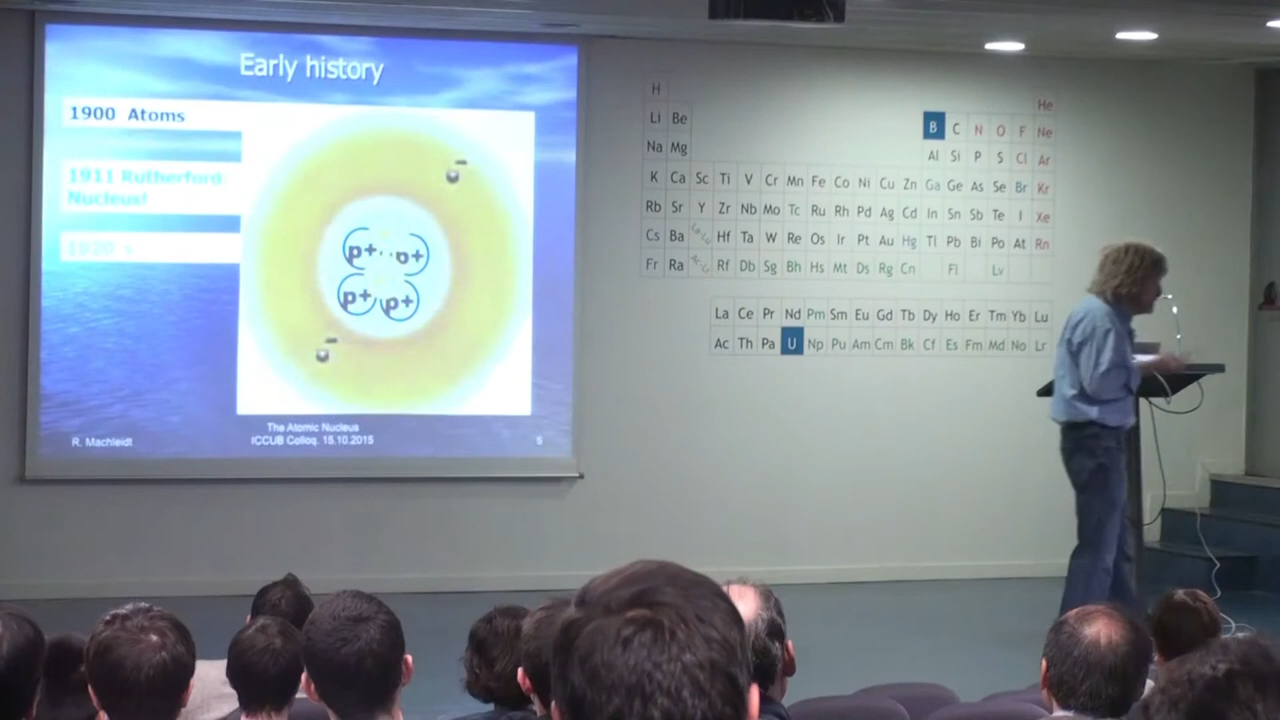 Early history
1900 Atoms
1911 Rutherford:
Nucleus!
1920´s
p+ p+
p+ p+
R. Machleidt
The Atomic Nucleus
ICCUB Colloq. 15.10.2015
5
H He
Li Be B C N O F Ne
Na Mg Al Si P S Cl Ar
K Ca Sc Ti V Cr Mn Fe Co Ni Cu Zn Ga Ge As Se Br Kr
Rb Sr Y Zr Nb Mo Tc Ru Rh Pd Ag Cd In Sn Sb Te I Xe
Cs Ba La-Lu Hf Ta W Re Os Ir Pt Au Hg Tl Pb Bi Po At Rn
Fr Ra Ac-Lr Rf Db Sg Bh Hs Mt Ds Rg Cn Fl Lv
La Ce Pr Nd Pm Sm Eu Gd Tb Dy Ho Er Tm Yb Lu
Ac Th Pa U Np Pu Am Cm Bk Cf Es Fm Md No Lr